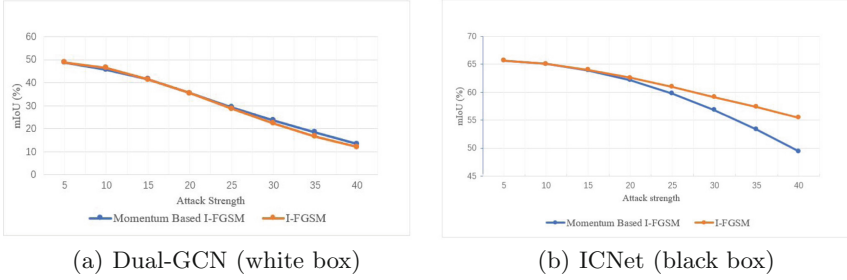 60
50
40
30
20
10
0
mIoU (%)
5 10 15 20 25 30 35 40
Attack Strength
Momentum Based I-FGSM I-FGSM
(a) Dual-GCN (white box)
70
65
60
55
50
45
mIoU (%)
5 10 15 20 25 30 35 40
Attack strength
Momentum Based I-FGSM I-FGSM
(b) ICNet (black box)